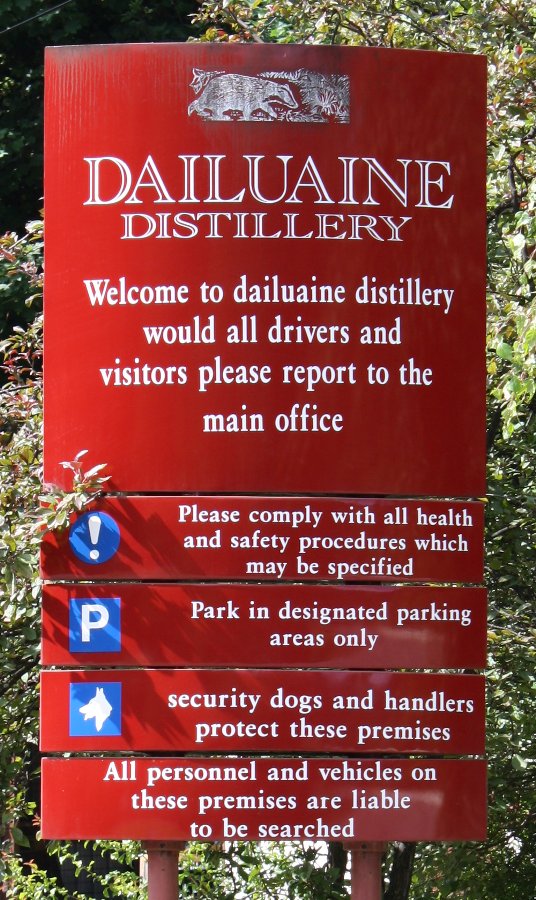 DAILUAINE
DISTILLERY
Welcome to dailuaine distillery
would all drivers and
visitors please report to the
main office
Please comply with all health
and safety procedures which
may be specified
P
Park in designated parking
areas only
security dogs and handlers
protect these premises
All personnel and vehicles on
these premises are liable
to be searched